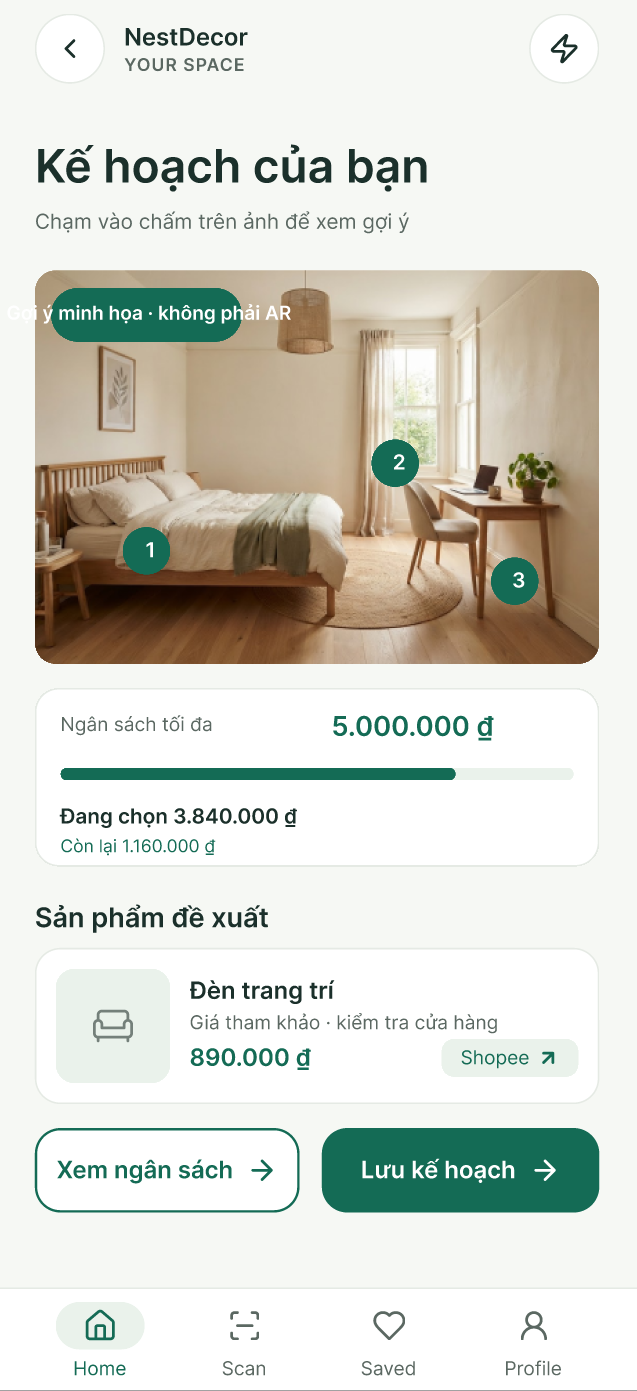 NestDecor
YOUR SPACE
Kế hoạch của bạn
Chạm vào chấm trên ảnh để xem gợi ý
Gợi ý minh họa · không phải AR
2
1
3
Ngân sách tối đa
5.000.000 ₫
Đang chọn 3.840.000 ₫
Còn lại 1.160.000 ₫
Sản phẩm đề xuất
Đèn trang trí
Giá tham khảo · kiểm tra cửa hàng
890.000 ₫
Shopee
Xem ngân sách
Lưu kế hoạch
Home
Scan
Saved
Profile